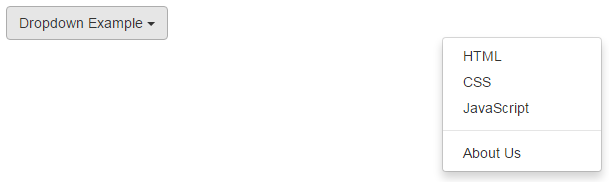 Dropdown Example
HTML
CSS
JavaScript
About Us